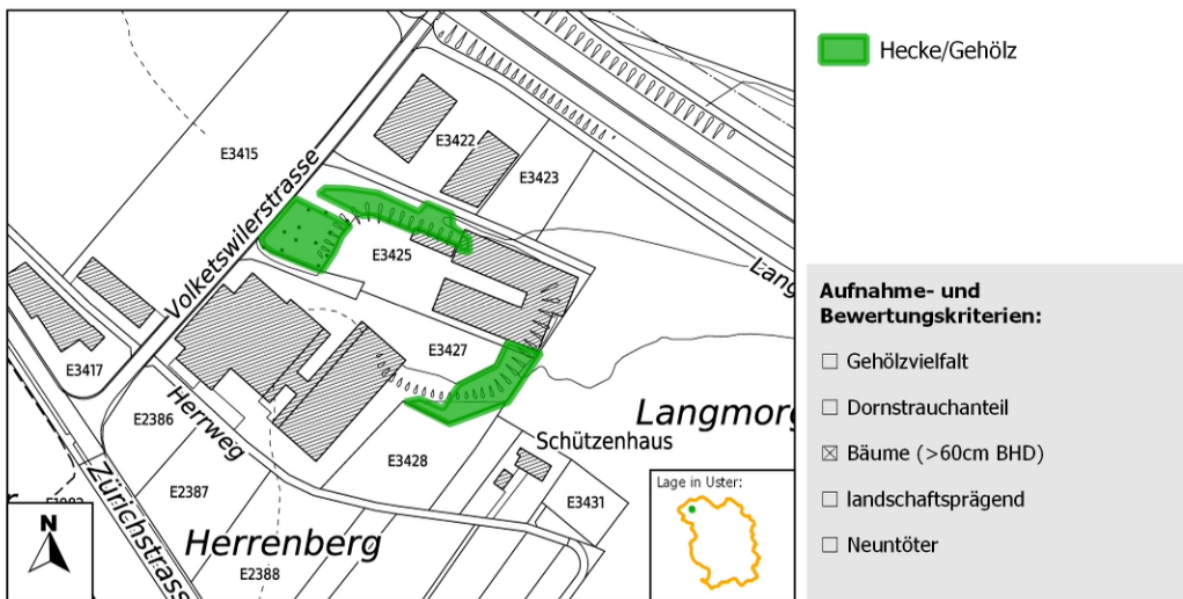 Hecke/Gehölz
E3422
E3415
E3423
Volketswilerstrasse
E3425
Lang
E3427
E3417
Herrweg
E2386
Langmorg
Schützenhaus
E3428
E2387
E3431
Zürichstrass
Herrenberg
E2388
N
Lage in Uster:
Aufnahme- und
Bewertungskriterien:
☐ Gehölzvielfalt
☐ Dornstrauchanteil
☒ Bäume (>60cm BHD)
☐ landschaftsprägend
☐ Neuntöter